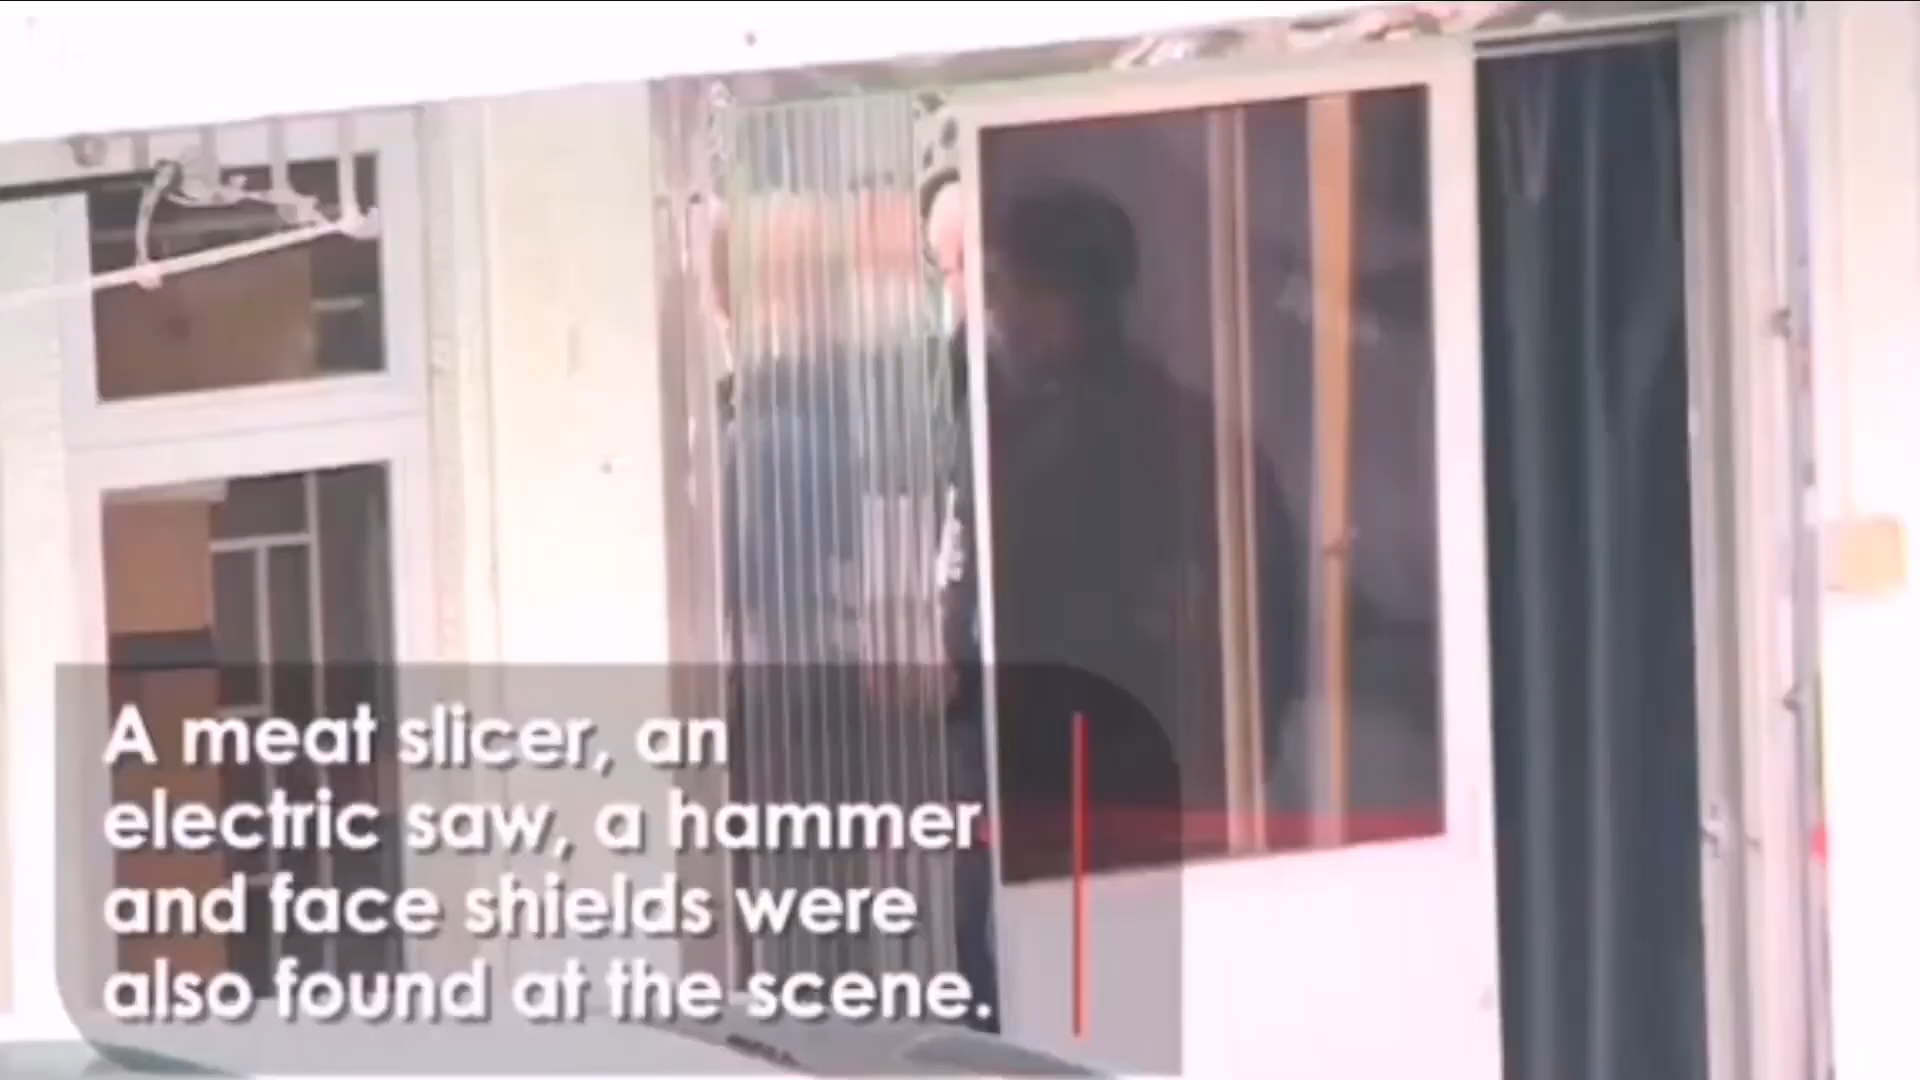 A meat slicer, an
electric saw, a hammer
and face shields were
also found at the scene.